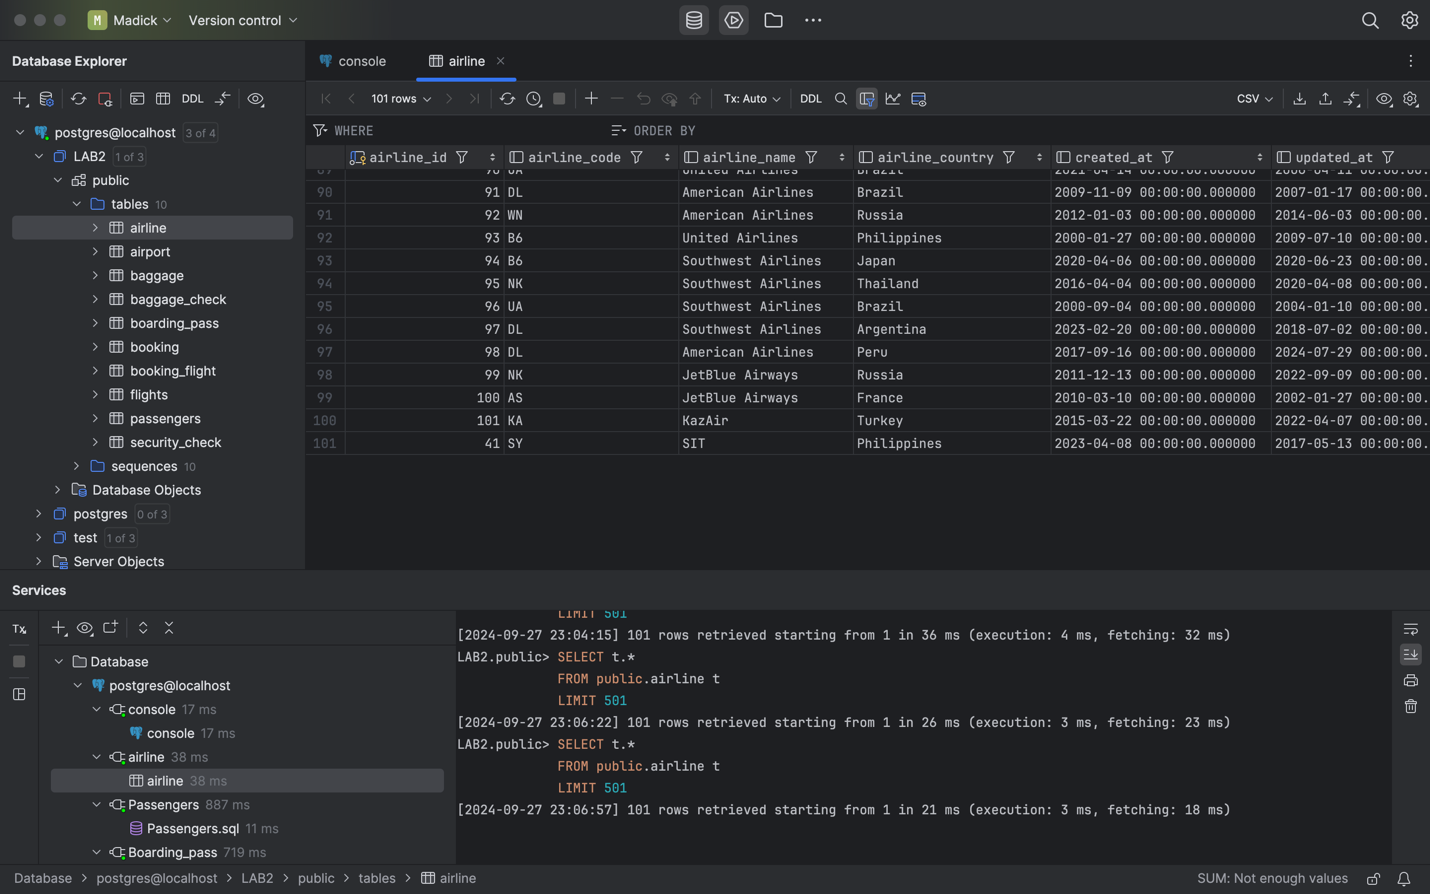 M Madick Version control
Database Explorer
console airline
DDL
101 rows Tx: Auto DDL CSV
WHERE ORDER BY
airline_id airline_code airline_name airline_country created_at updated_at
postgres@localhost 3 of 4
LAB2 1 of 3
public
tables 10
airline
airport
baggage
baggage_check
boarding_pass
booking
booking_flight
flights
passengers
security_check
sequences 10
Database Objects
postgres 0 of 3
test 1 of 3
Server Objects
90 91 DL American Airlines Brazil 2009-11-09 00:00:00.000000 2007-01-17 00:00:00.
91 92 WN American Airlines Russia 2012-01-03 00:00:00.000000 2014-06-03 00:00:00.
92 93 B6 United Airlines Philippines 2000-01-27 00:00:00.000000 2009-07-10 00:00:00.
93 94 B6 Southwest Airlines Japan 2020-04-06 00:00:00.000000 2020-06-23 00:00:00.
94 95 NK Southwest Airlines Thailand 2016-04-04 00:00:00.000000 2020-04-08 00:00:00.
95 96 UA Southwest Airlines Brazil 2000-09-04 00:00:00.000000 2004-01-10 00:00:00.
96 97 DL Southwest Airlines Argentina 2023-02-20 00:00:00.000000 2018-07-02 00:00:00.
97 98 DL American Airlines Peru 2017-09-16 00:00:00.000000 2024-07-29 00:00:00.
98 99 NK JetBlue Airways Russia 2011-12-13 00:00:00.000000 2022-09-09 00:00:00.
99 100 AS JetBlue Airways France 2010-03-10 00:00:00.000000 2002-01-27 00:00:00.
100 101 KA KazAir Turkey 2015-03-22 00:00:00.000000 2022-04-07 00:00:00.
101 41 SY SIT Philippines 2023-04-08 00:00:00.000000 2017-05-13 00:00:00.
Services
Tx
Database
postgres@localhost
console 17 ms
console 17 ms
airline 38 ms
airline 38 ms
Passengers 887 ms
Passengers.sql 11 ms
Boarding_pass 719 ms
LIMIT 501
[2024-09-27 23:04:15] 101 rows retrieved starting from 1 in 36 ms (execution: 4 ms, fetching: 32 ms)
LAB2.public> SELECT t.*
FROM public.airline t
LIMIT 501
[2024-09-27 23:06:22] 101 rows retrieved starting from 1 in 26 ms (execution: 3 ms, fetching: 23 ms)
LAB2.public> SELECT t.*
FROM public.airline t
LIMIT 501
[2024-09-27 23:06:57] 101 rows retrieved starting from 1 in 21 ms (execution: 3 ms, fetching: 18 ms)
Database > postgres@localhost > LAB2 > public > tables > airline
SUM: Not enough values